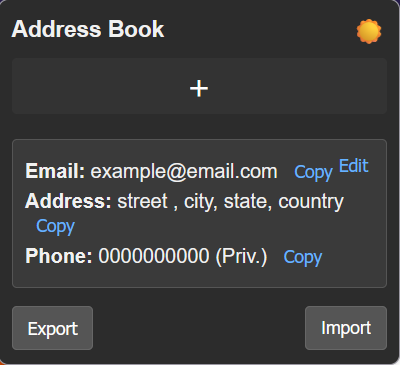 Address Book
+
Email: example@email.com Copy Edit
Address: street , city, state, country
Copy
Phone: 0000000000 (Priv.) Copy
Export Import